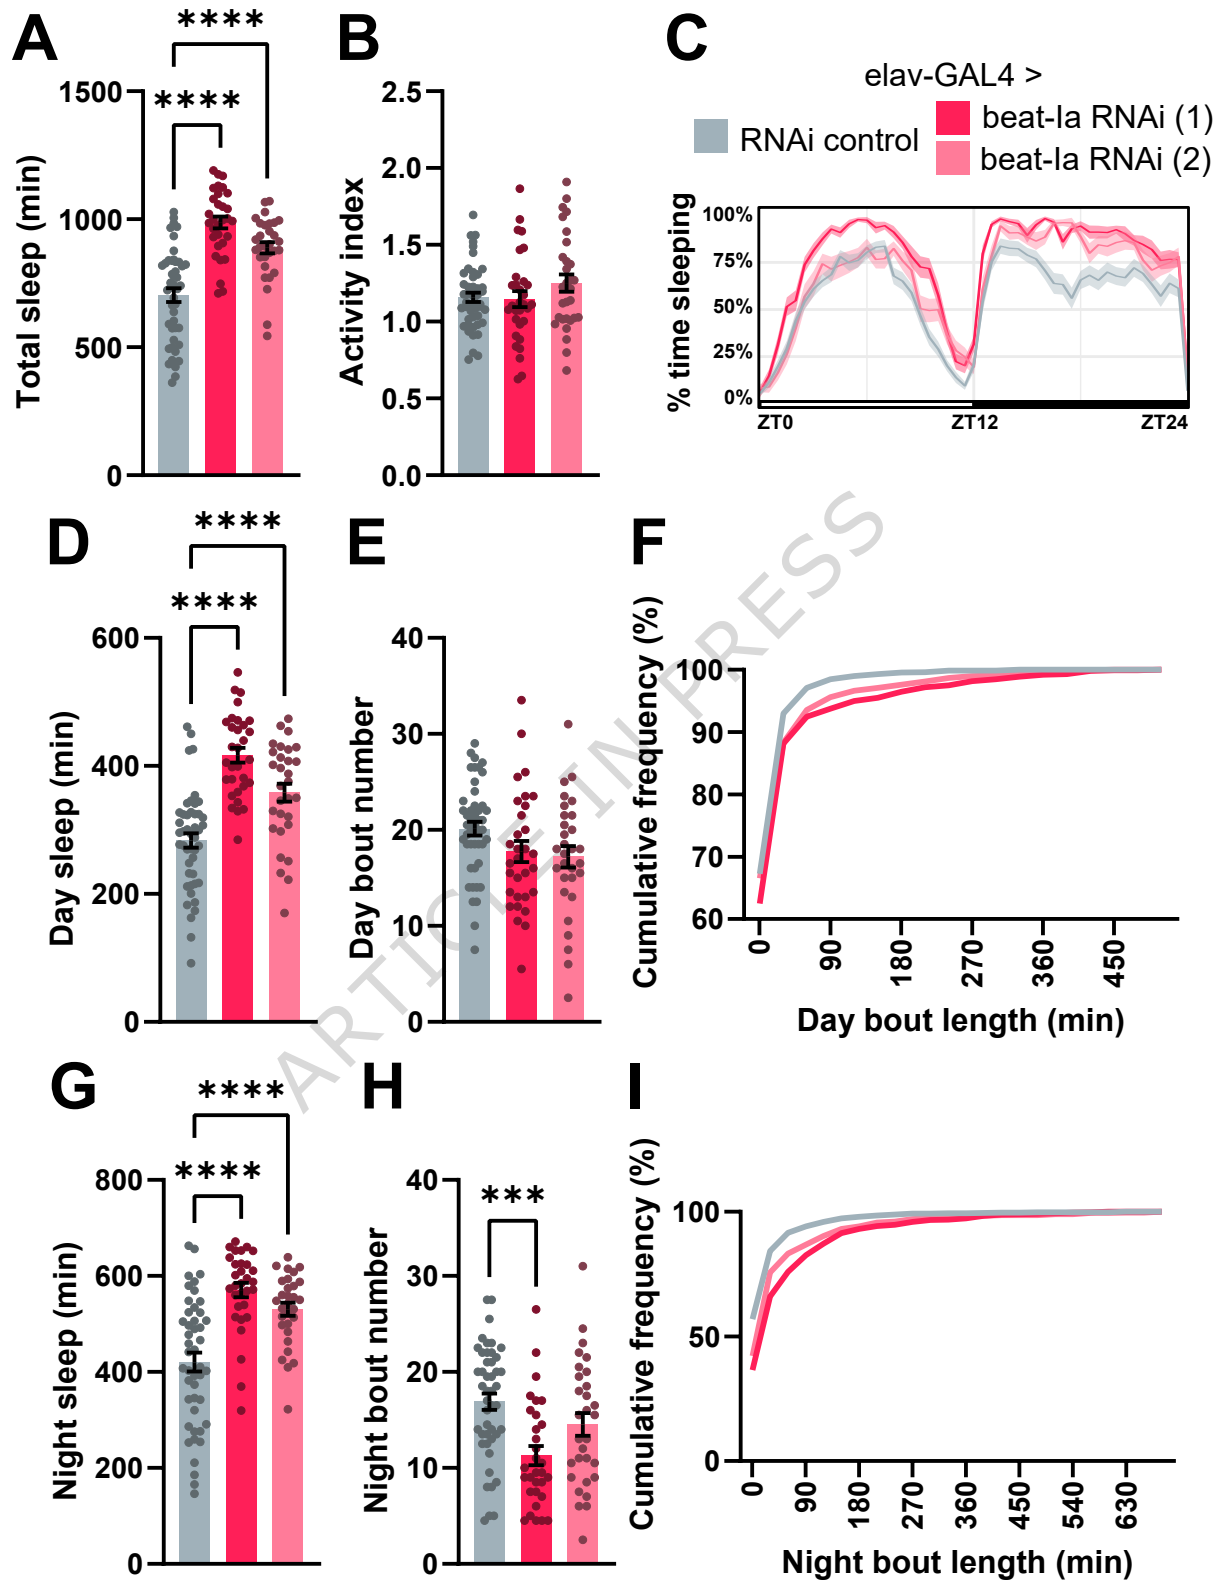 A
****
****
1500
1000
500
0
Total sleep (min)
B
2.5
2.0
1.5
1.0
0.5
0.0
Activity index
C
elav-GAL4 >
RNAi control
beat-Ia RNAi (1)
beat-Ia RNAi (2)
% time sleeping
100%
75%
50%
25%
0%
ZT0
ZT12
ZT24
D
****
****
600
400
200
0
Day sleep (min)
E
40
30
20
10
0
Day bout number
F
Cumulative frequency (%)
100
90
80
70
60
0
90
180
270
360
450
Day bout length (min)
G
****
****
800
600
400
200
0
Night sleep (min)
H
***
40
30
20
10
0
Night bout number
I
Cumulative frequency (%)
100
50
0
0
90
180
270
360
450
540
630
Night bout length (min)
ARTICLE IN PRESS